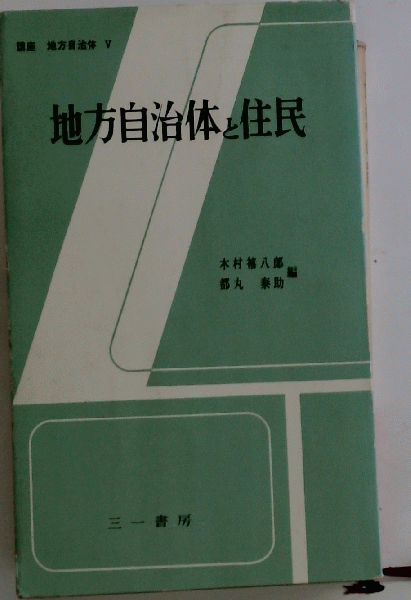 講座 地方自治体 V
地方自治体と住民
木村禧八郎
都丸 泰助
編
三一書房